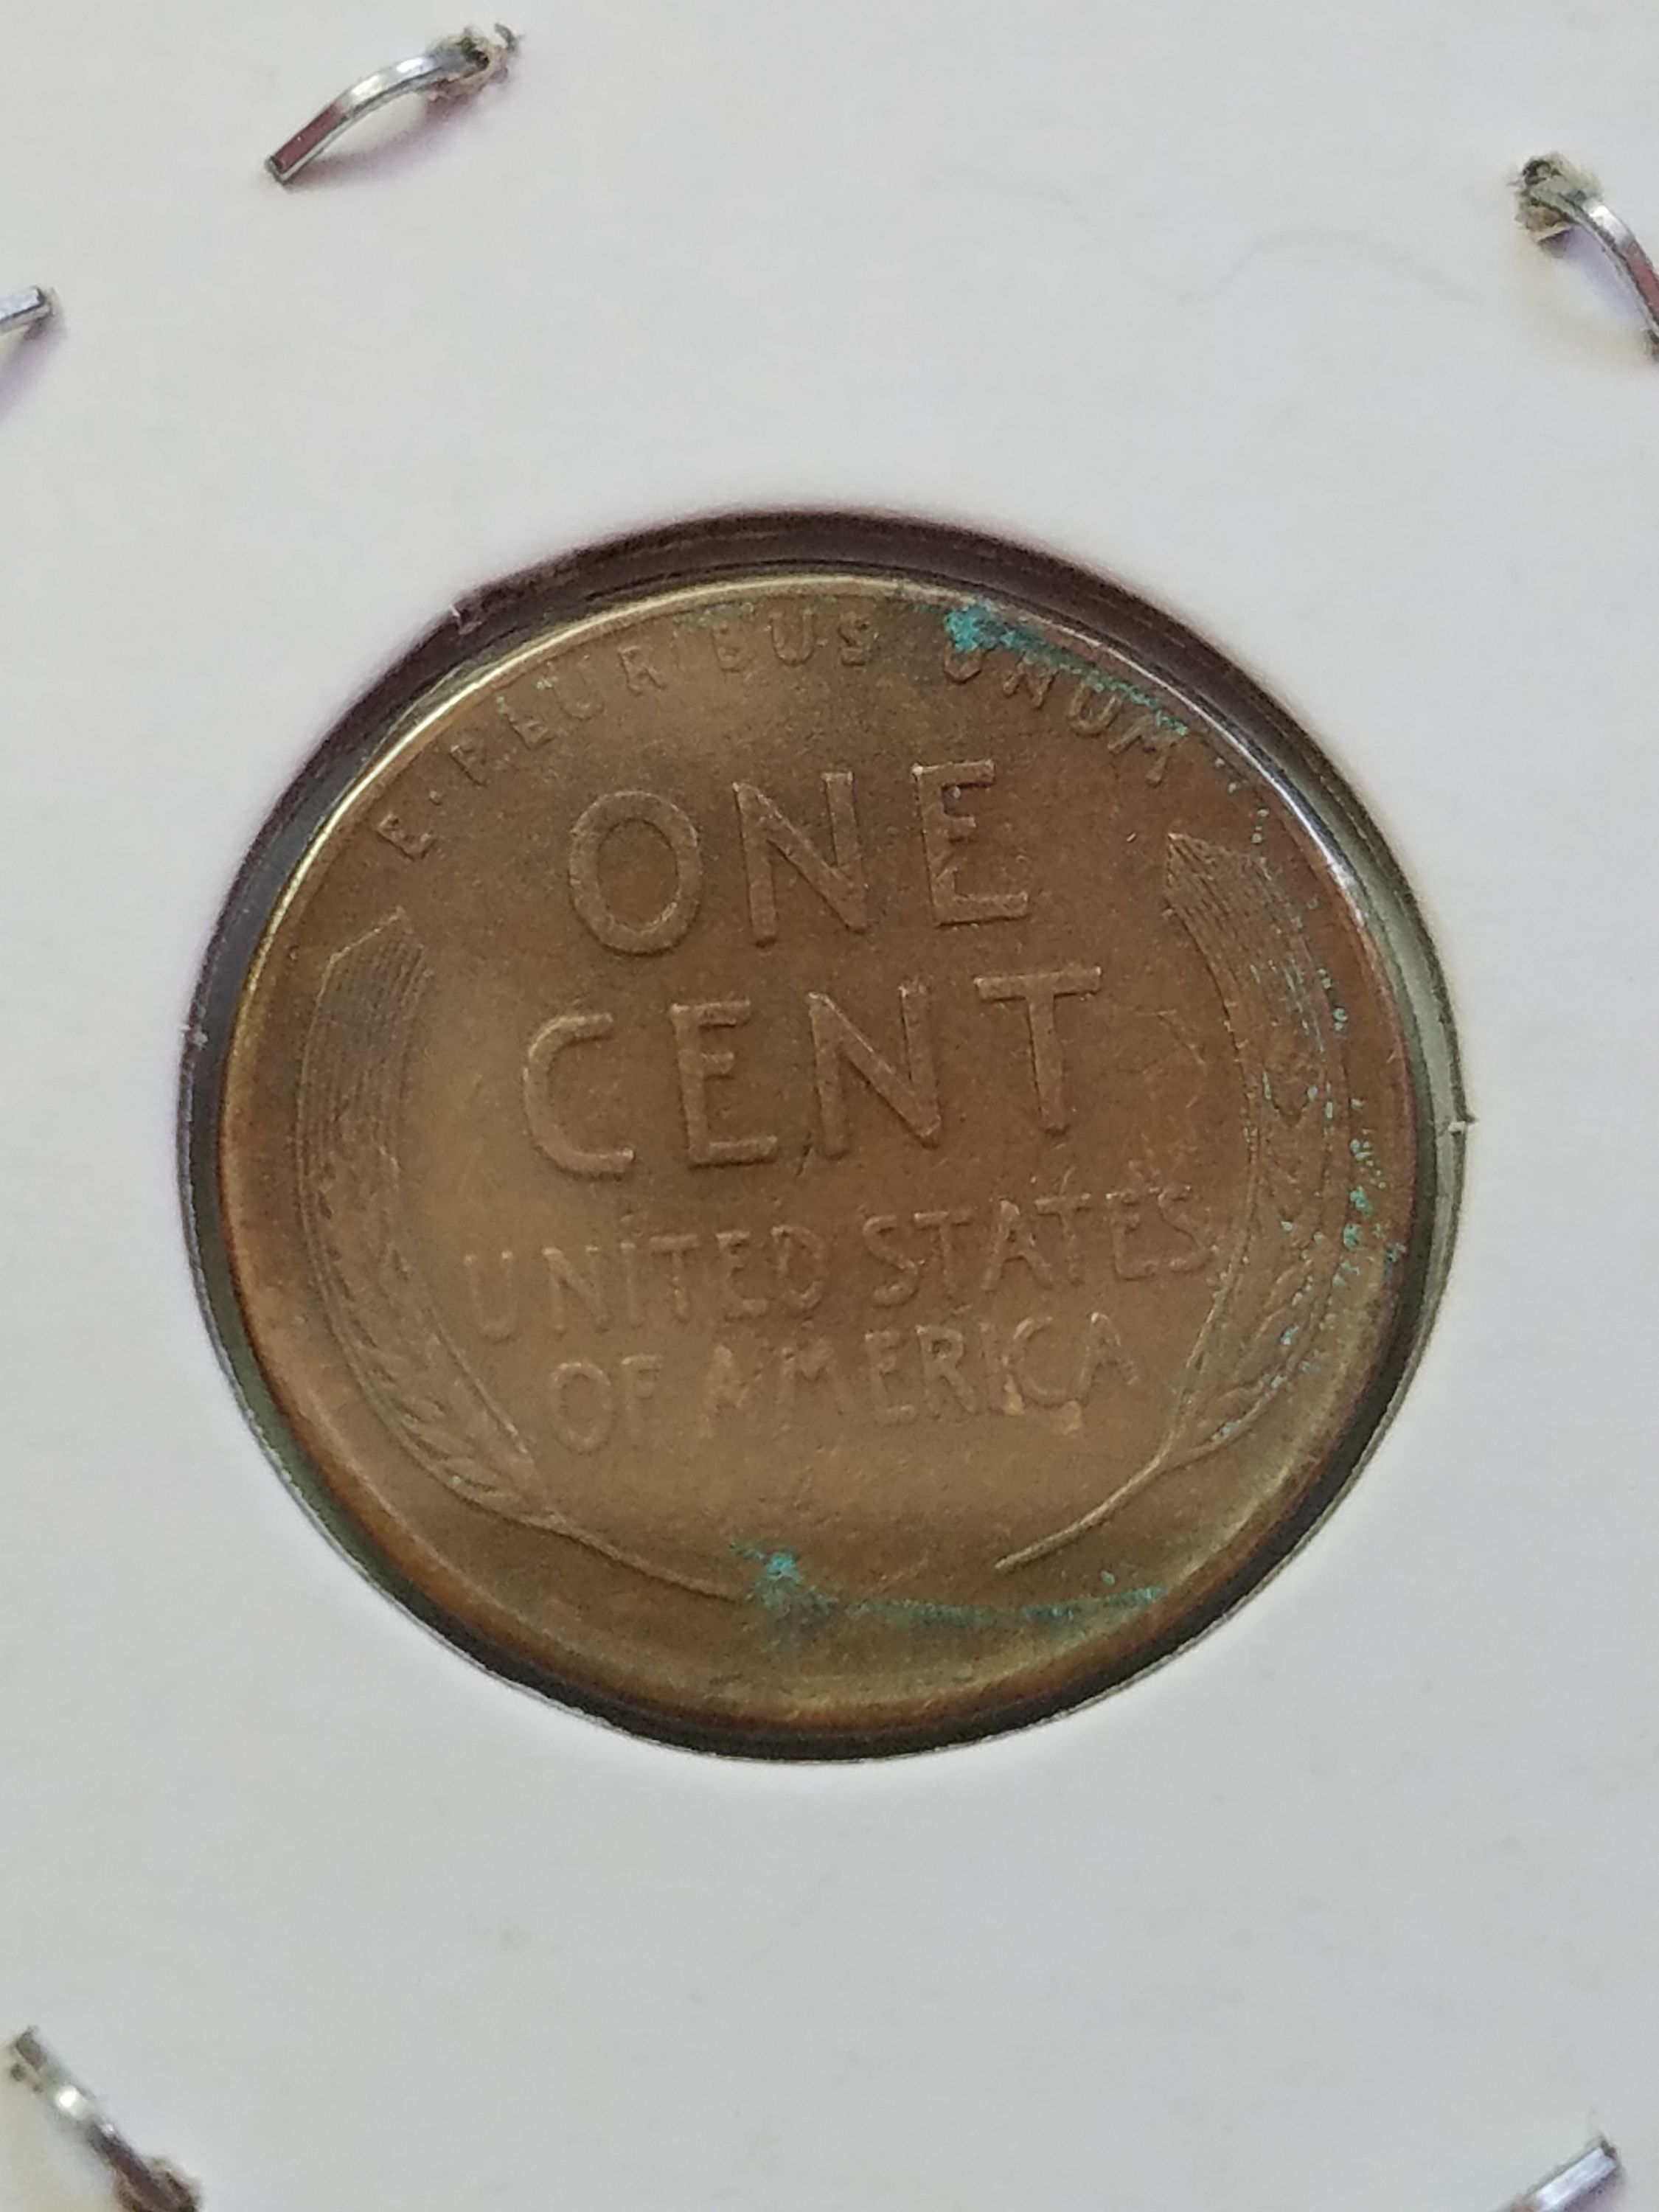 E·PLURIBUS UNUM
ONE
CENT
UNITED STATES
OF AMERICA